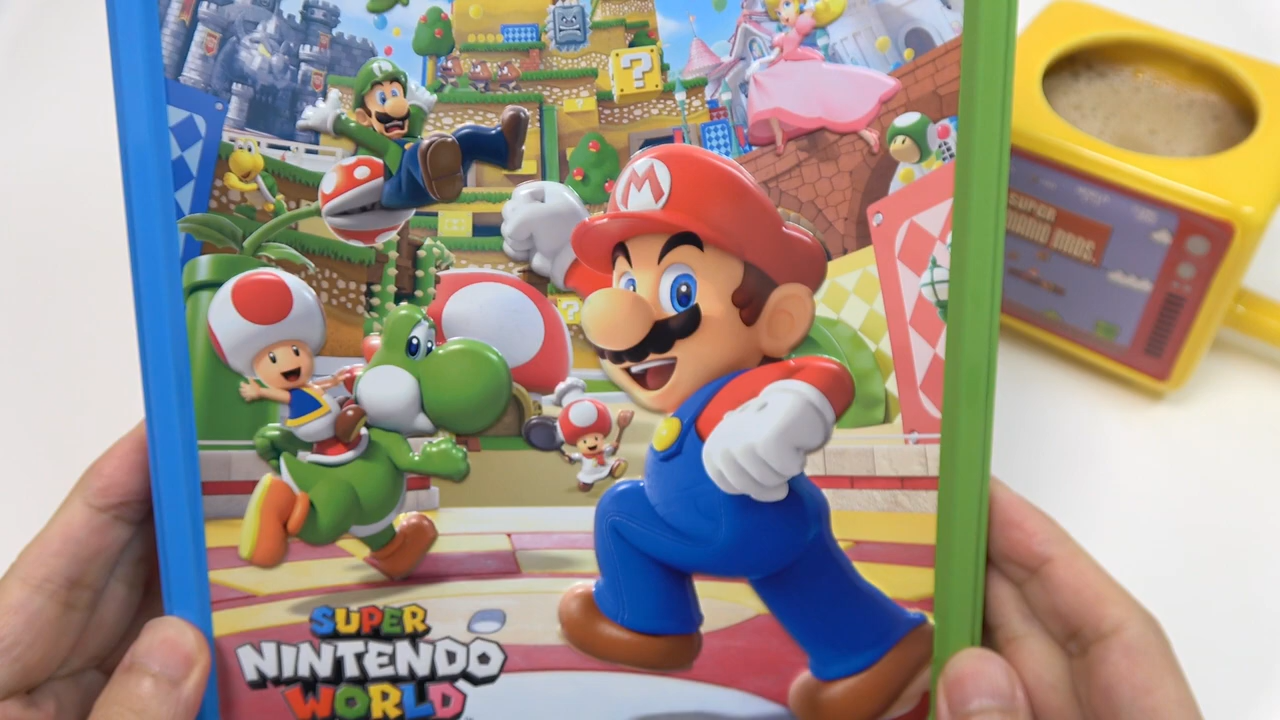 M
?
?
SUPER
MARIO BROS.
SUPER
NINTENDO
WORLD